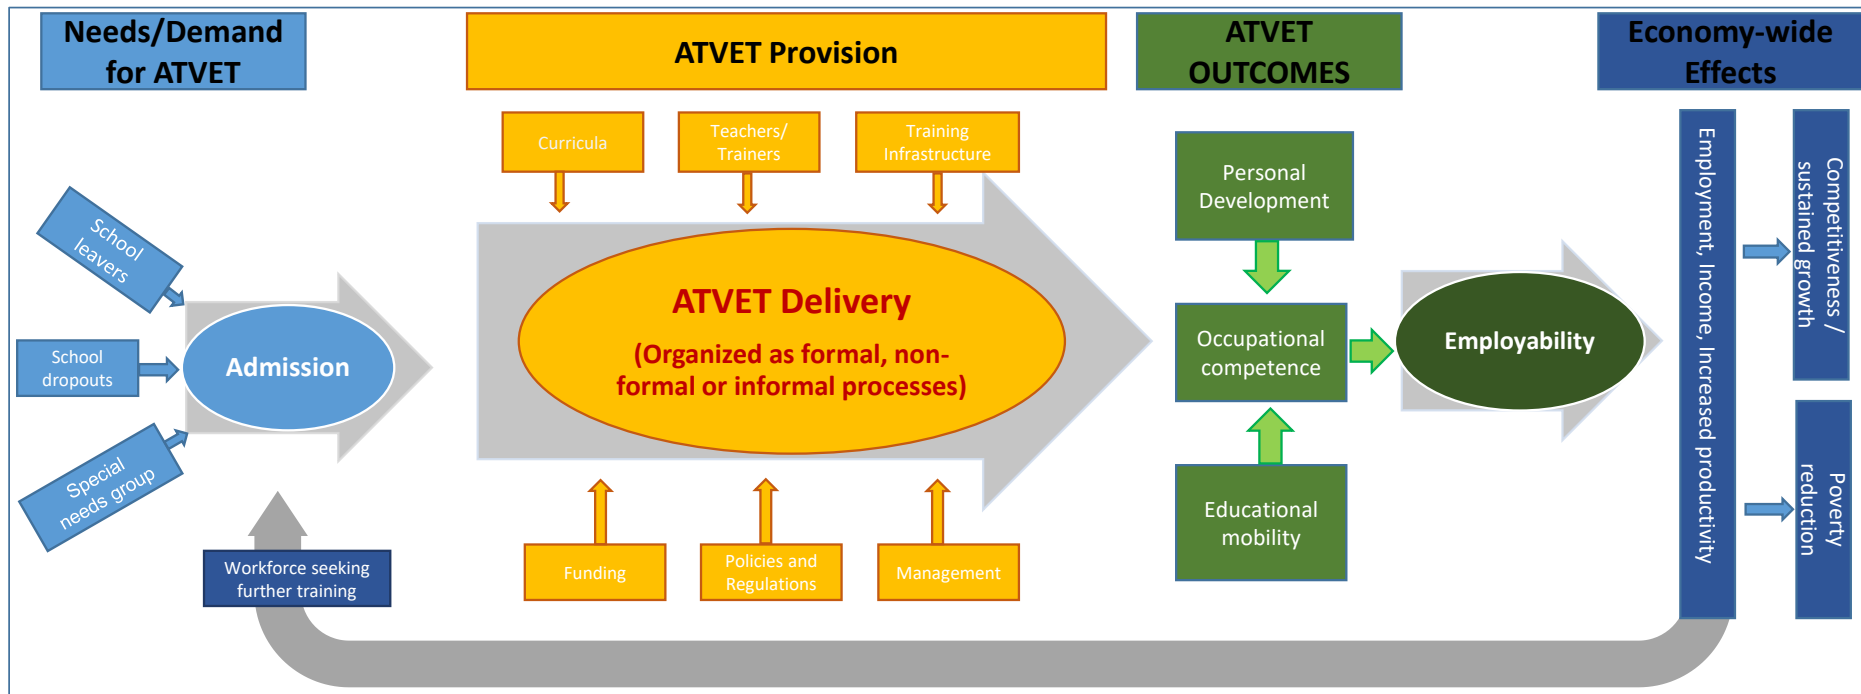 Needs/Demand
for ATVET
ATVET Provision
ATVET
OUTCOMES
Economy-wide
Effects
School
leavers
School
dropouts
Special
needs group
Admission
Workforce seeking
further training
Curricula
Teachers/
Trainers
Training
Infrastructure
ATVET Delivery
(Organized as formal, non-
formal or informal processes)
Funding
Policies and
Regulations
Management
Personal
Development
Occupational
competence
Educational
mobility
Employability
Employment, Income, Increased productivity
Competitiveness /
sustained growth
Poverty
reduction